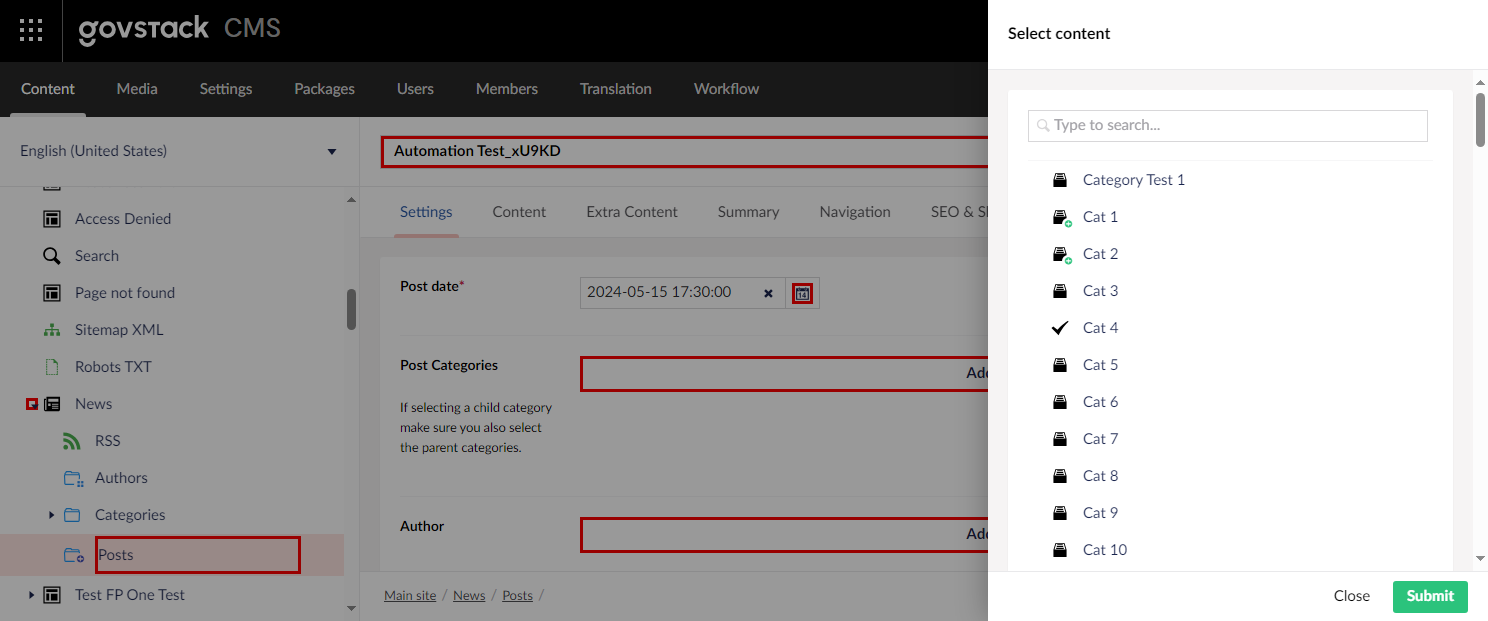 govstack CMS
Content Media Settings Packages Users Members Translation Workflow
English (United States)
Access Denied
Search
Page not found
Sitemap XML
Robots TXT
News
RSS
Authors
Categories
Posts
Test FP One Test
Automation Test_xU9KD
Settings Content Extra Content Summary Navigation SEO &
Post date*
2024-05-15 17:30:00
14
Post Categories
If selecting a child category
make sure you also select
the parent categories.
Author
Main site / News / Posts /
Select content
Type to search...
Category Test 1
Cat 1
Cat 2
Cat 3
Cat 4
Cat 5
Cat 6
Cat 7
Cat 8
Cat 9
Cat 10
Close Submit